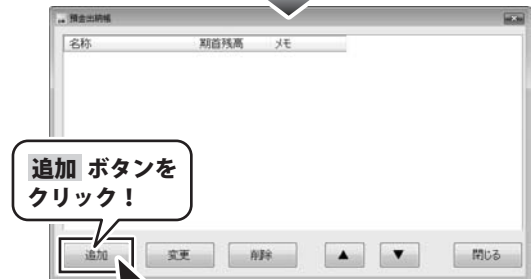 預金出納帳
名称 期首残高 メモ
追加 ボタンを
クリック！
追加 変更 削除 ▲ ▼ 閉じる